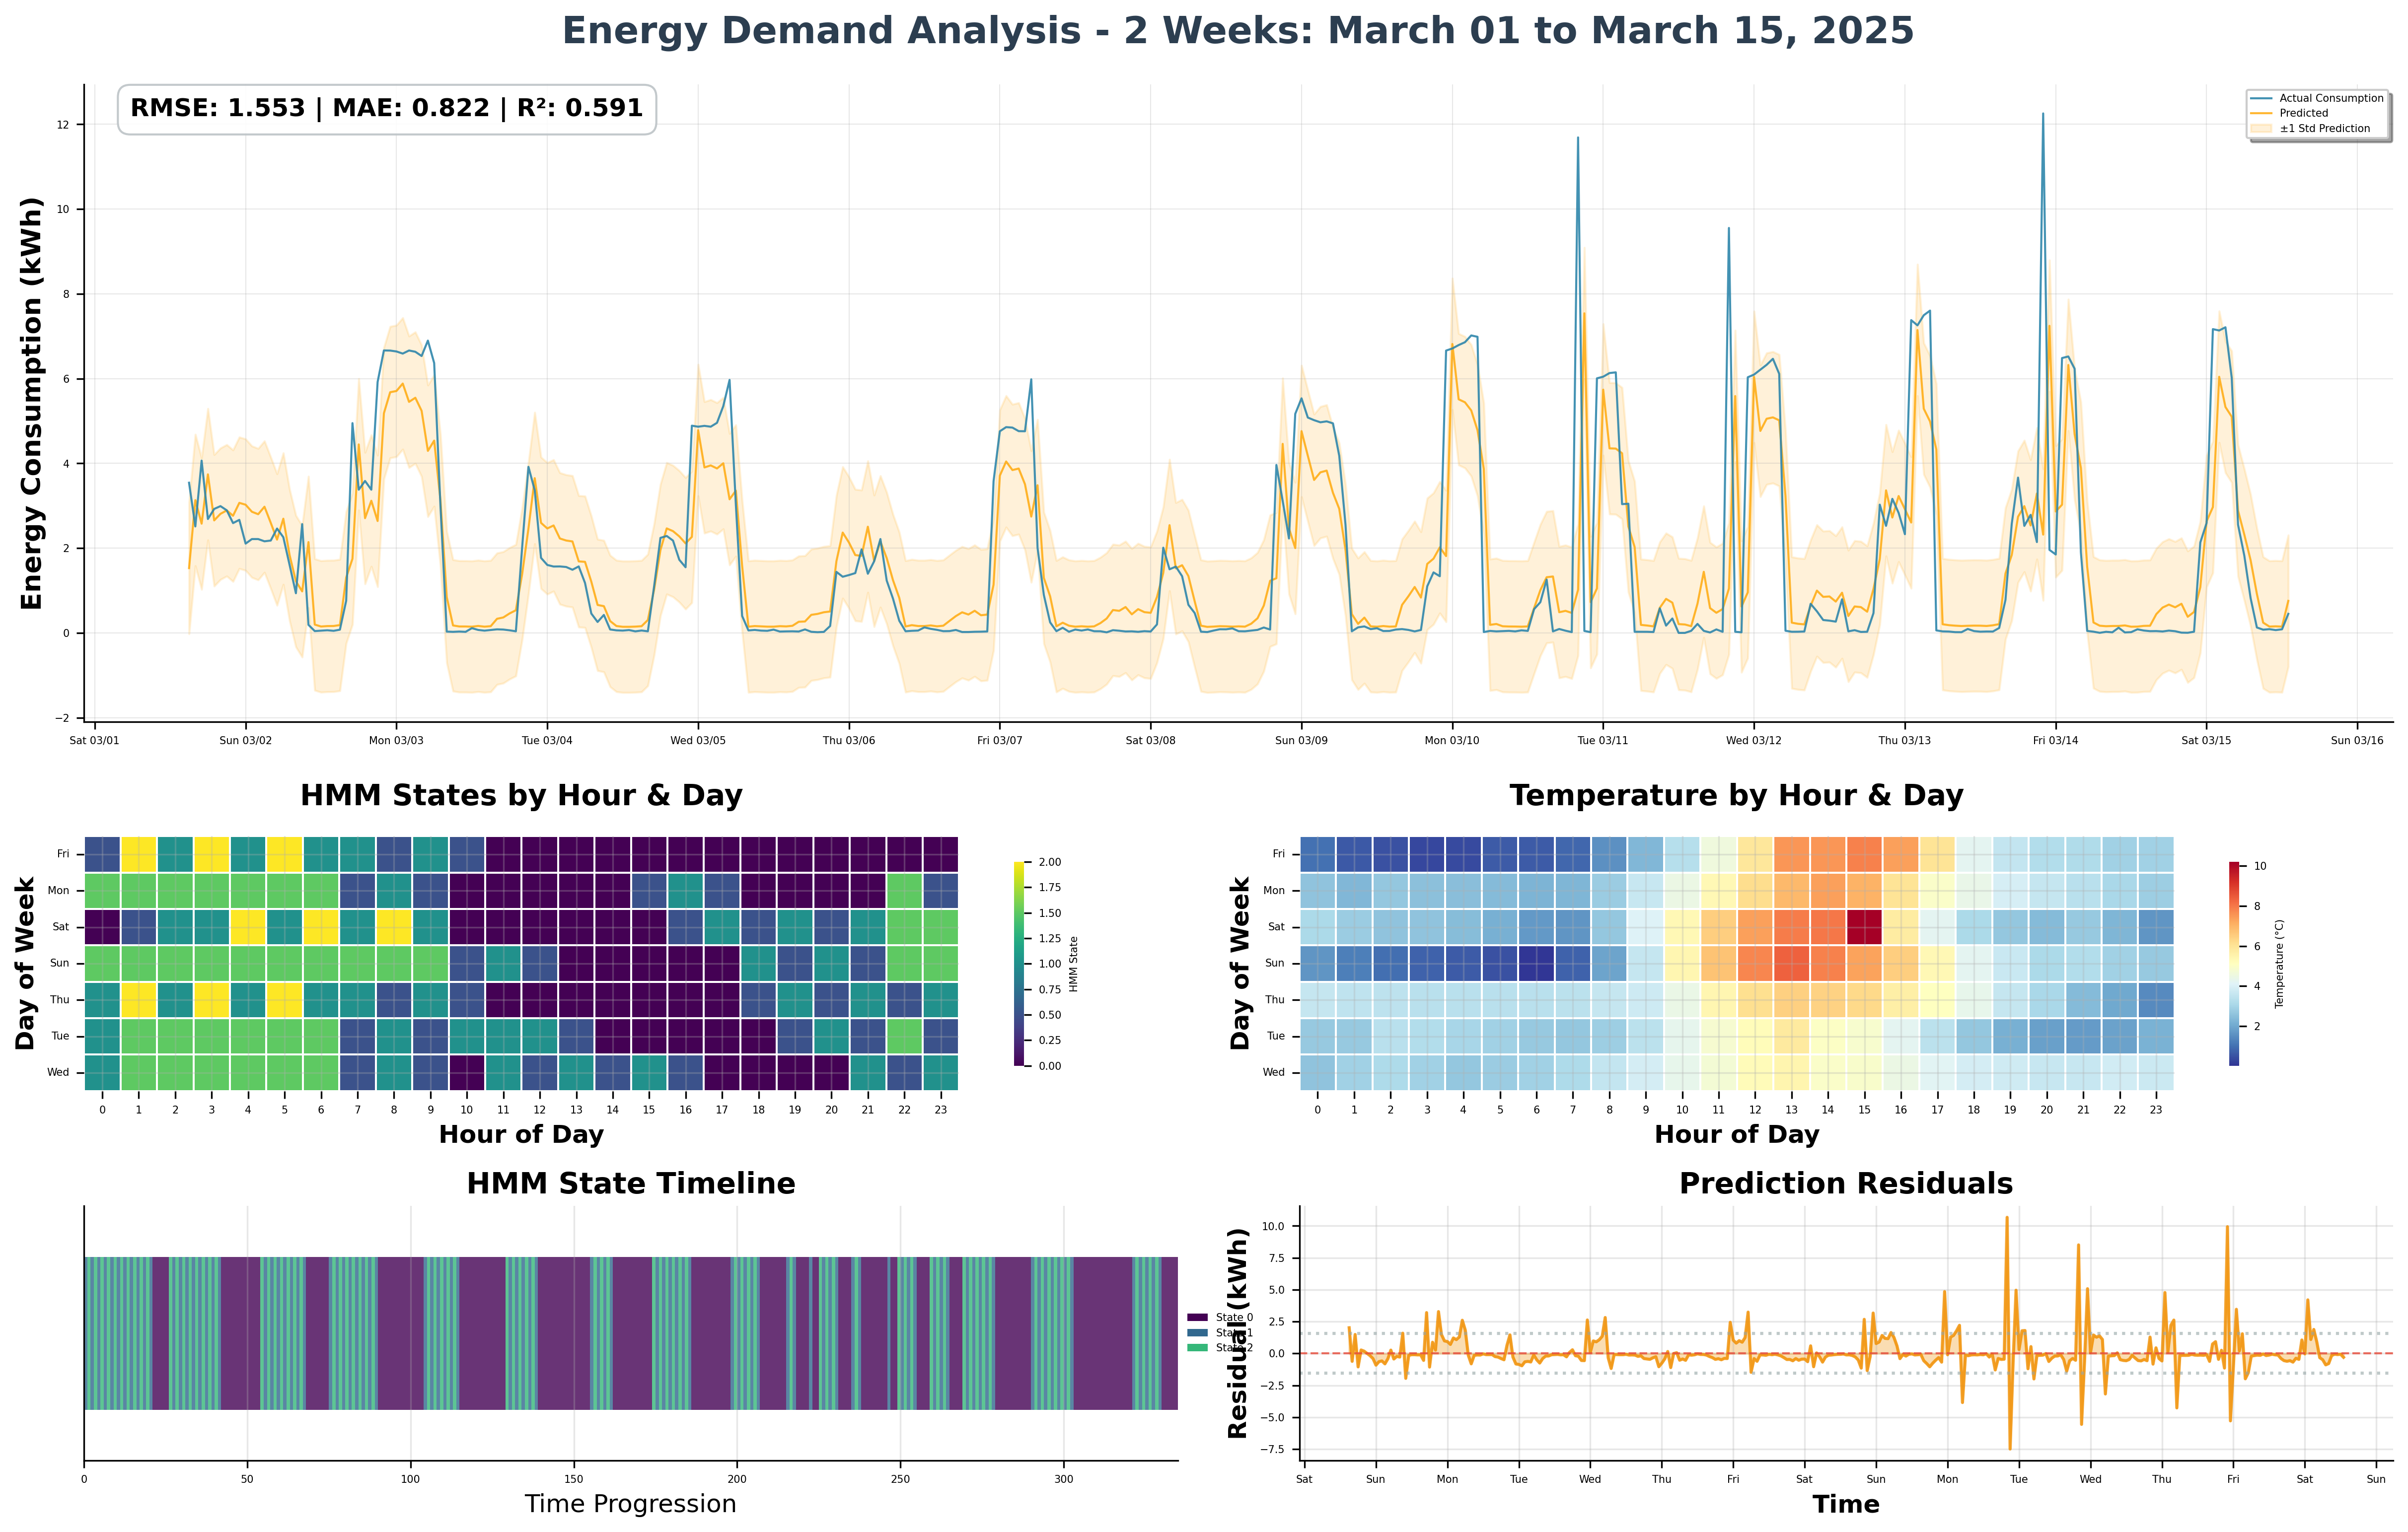 Energy Demand Analysis - 2 Weeks: March 01 to March 15, 2025
RMSE: 1.553 | MAE: 0.822 | R²: 0.591
Actual Consumption
Predicted
±1 Std Prediction
Energy Consumption (kWh)
12
10
8
6
4
2
0
−2
Sat 03/01 Sun 03/02 Mon 03/03 Tue 03/04 Wed 03/05 Thu 03/06 Fri 03/07 Sat 03/08 Sun 03/09 Mon 03/10 Tue 03/11 Wed 03/12 Thu 03/13 Fri 03/14 Sat 03/15 Sun 03/16
HMM States by Hour & Day
Day of Week
Fri
Mon
Sat
Sun
Thu
Tue
Wed
0 1 2 3 4 5 6 7 8 9 10 11 12 13 14 15 16 17 18 19 20 21 22 23
Hour of Day
2.00
1.75
1.50
1.25
1.00
0.75
0.50
0.25
0.00
HMM State
Temperature by Hour & Day
Day of Week
Fri
Mon
Sat
Sun
Thu
Tue
Wed
0 1 2 3 4 5 6 7 8 9 10 11 12 13 14 15 16 17 18 19 20 21 22 23
Hour of Day
10
8
6
4
2
Temperature (°C)
HMM State Timeline
0 50 100 150 200 250 300
Time Progression
State 0
State 1
State 2
Prediction Residuals
Residual (kWh)
10.0
7.5
5.0
2.5
0.0
−2.5
−5.0
−7.5
Sat Sun Mon Tue Wed Thu Fri Sat Sun Mon Tue Wed Thu Fri Sat Sun
Time